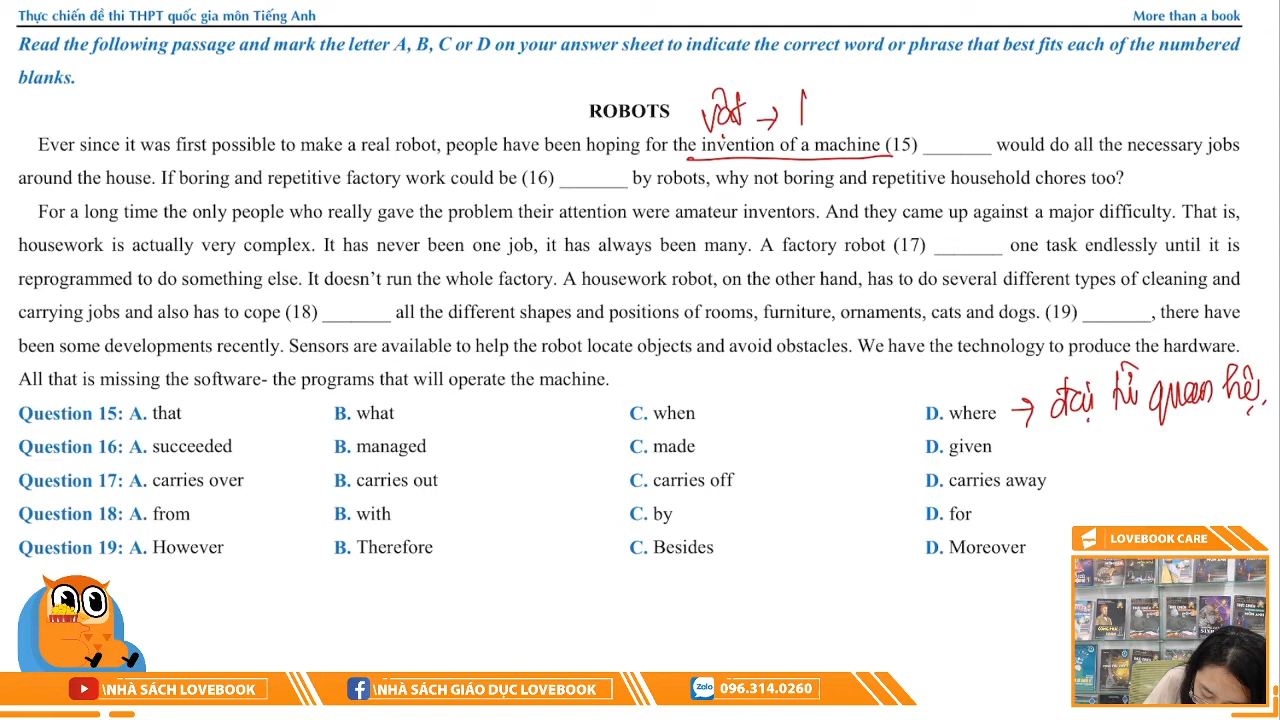 Thực chiến đề thi THPT quốc gia môn Tiếng Anh More than a book
Read the following passage and mark the letter A, B, C or D on your answer sheet to indicate the correct word or phrase that best fits each of the numbered
blanks.
ROBOTS vật →
Ever since it was first possible to make a real robot, people have been hoping for the invention of a machine (15) _______ would do all the necessary jobs
around the house. If boring and repetitive factory work could be (16) _______ by robots, why not boring and repetitive household chores too?
For a long time the only people who really gave the problem their attention were amateur inventors. And they came up against a major difficulty. That is,
housework is actually very complex. It has never been one job, it has always been many. A factory robot (17) _______ one task endlessly until it is
reprogrammed to do something else. It doesn't run the whole factory. A housework robot, on the other hand, has to do several different types of cleaning and
carrying jobs and also has to cope (18) _______ all the different shapes and positions of rooms, furniture, ornaments, cats and dogs. (19) _______, there have
been some developments recently. Sensors are available to help the robot locate objects and avoid obstacles. We have the technology to produce the hardware.
All that is missing the software- the programs that will operate the machine.
Question 15: A. that B. what C. when D. where → đại từ quan hệ.
Question 16: A. succeeded B. managed C. made D. given
Question 17: A. carries over B. carries out C. carries off D. carries away
Question 18: A. from B. with C. by D. for
Question 19: A. However B. Therefore C. Besides D. Moreover
LOVEBOOK CARE
NHÀ SÁCH LOVEBOOK
NHÀ SÁCH GIÁO DỤC LOVEBOOK
Zalo 096.314.0260